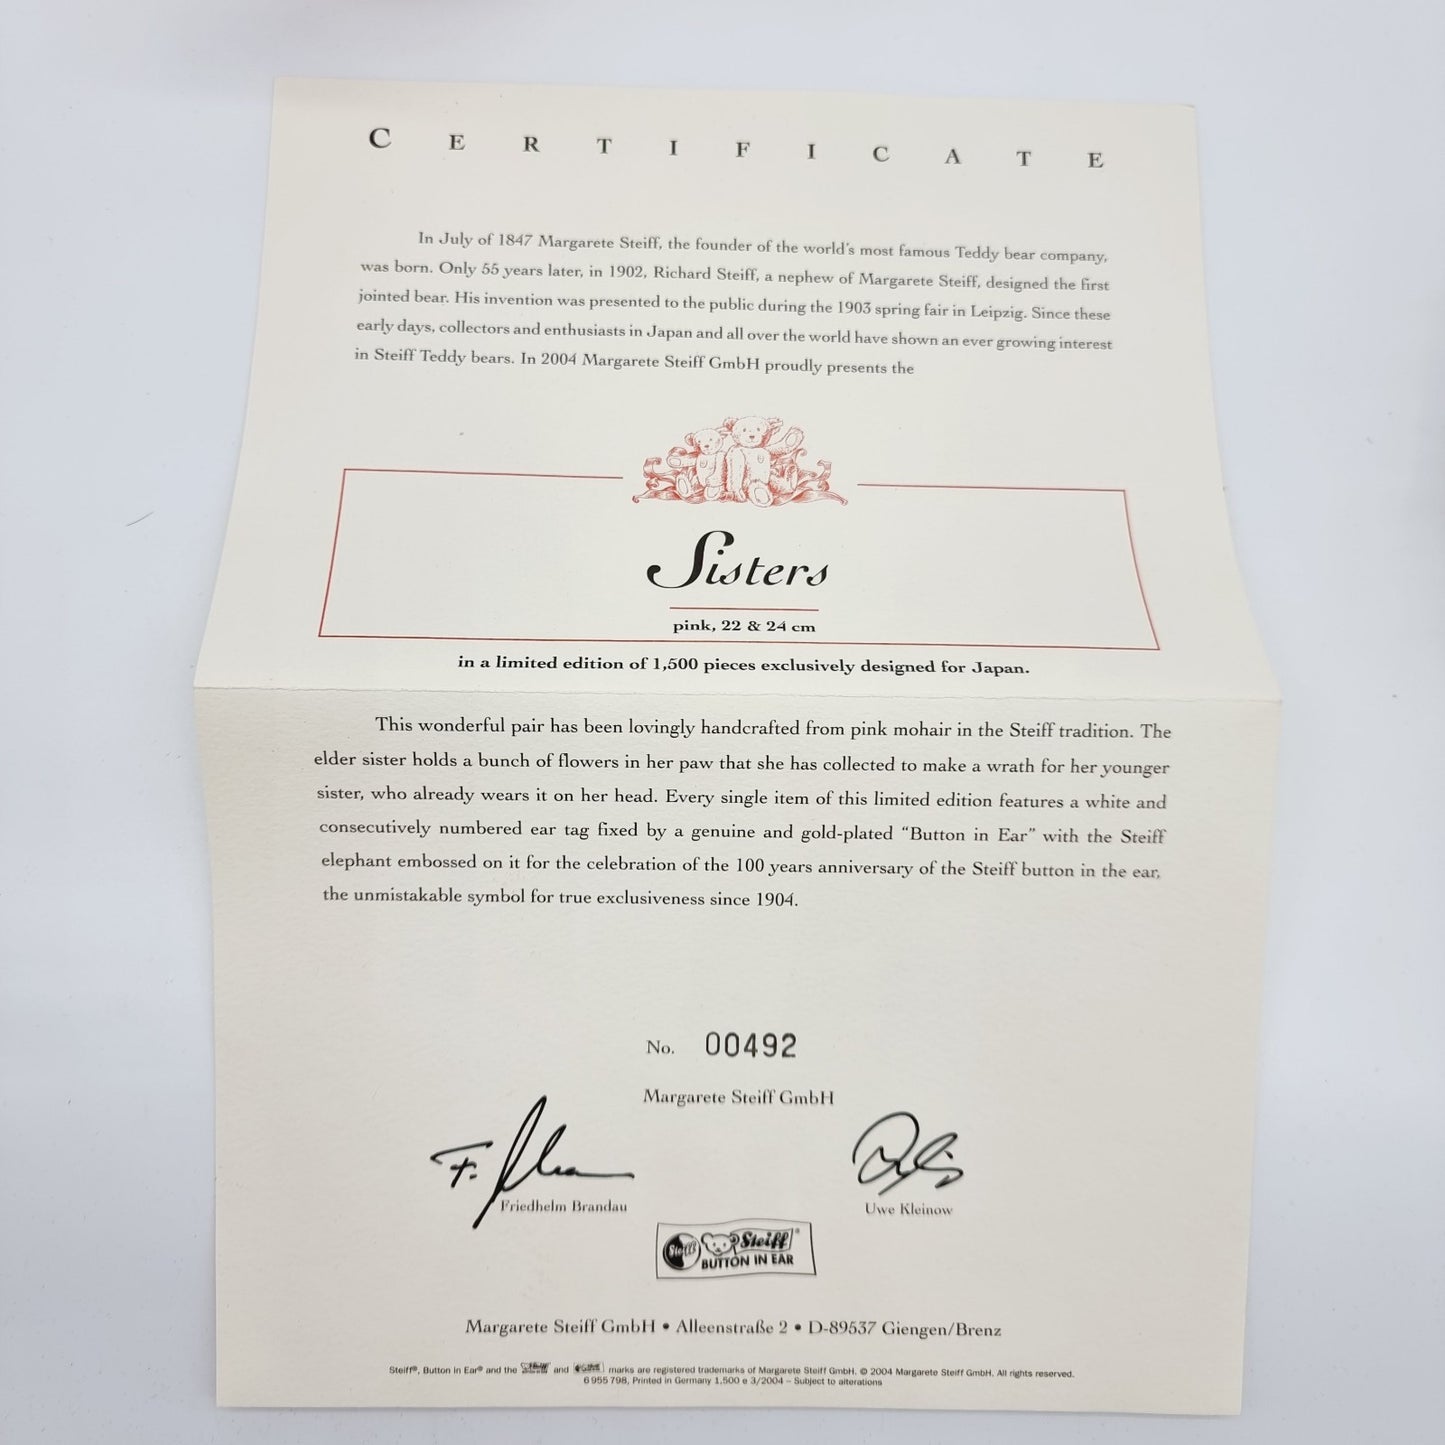 CERTIFICATE
In July of 1847 Margarete Steiff, the founder of the world's most famous Teddy bear company,
was born. Only 55 years later, in 1902, Richard Steiff, a nephew of Margarete Steiff, designed the first
jointed bear. His invention was presented to the public during the 1903 spring fair in Leipzig. Since these
early days, collectors and enthusiasts in Japan and all over the world have shown an ever growing interest
in Steiff Teddy bears. In 2004 Margarete Steiff GmbH proudly presents the
Sisters
pink, 22 & 24 cm
in a limited edition of 1,500 pieces exclusively designed for Japan.
This wonderful pair has been lovingly handcrafted from pink mohair in the Steiff tradition. The
elder sister holds a bunch of flowers in her paw that she has collected to make a wrath for her younger
sister, who already wears it on her head. Every single item of this limited edition features a white and
consecutively numbered ear tag fixed by a genuine and gold-plated “Button in Ear” with the Steiff
elephant embossed on it for the celebration of the 100 years anniversary of the Steiff button in the ear,
the unmistakable symbol for true exclusiveness since 1904.
No. 00492
Margarete Steiff GmbH
Friedhelm Brandau
Uwe Kleinow
Steiff Steiff®
BUTTON IN EAR
Margarete Steiff GmbH • Alleenstraße 2 • D-89537 Giengen/Brenz
Steiff®, Button in Ear® and the and marks are registered trademarks of Margarete Steiff GmbH. © 2004 Margarete Steiff GmbH. All rights reserved.
6 955 798, Printed in Germany 1,500 e 3/2004 – Subject to alterations